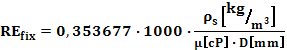 RE_fix = 0,353677 · 1000 · (ρ_s [kg/m³]) / (μ[cP] · D[mm])